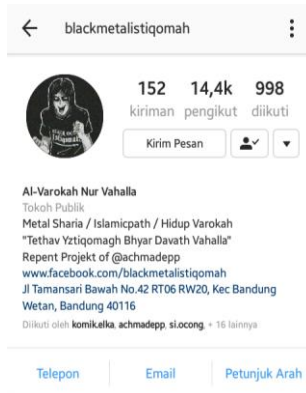 blackmetalistiqomah
152 14,4k 998
kiriman pengikut diikuti
Kirim Pesan
Al-Varokah Nur Vahalla
Tokoh Publik
Metal Sharia / Islamicpath / Hidup Varokah
"Tethav Yztiqomagh Bhyar Davath Vahalla"
Repent Projekt of @achmadepp
www.facebook.com/blackmetalistiqomah
Jl Tamansari Bawah No.42 RT06 RW20, Kec Bandung
Wetan, Bandung 40116
Diikuti oleh komik.elka, achmadepp, si.ocong, + 16 lainnya
Telepon Email Petunjuk Arah